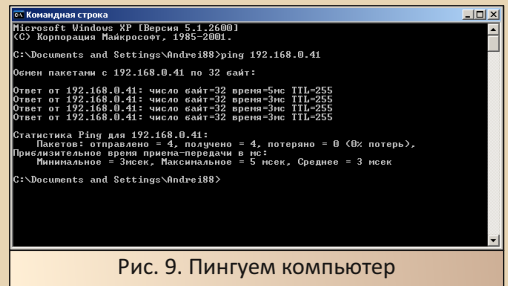 Командная строка
Microsoft Windows XP [Версия 5.1.2600]
(С) Корпорация Майкрософт, 1985-2001.
C:\Documents and Settings\Andrei88>ping 192.168.0.41
Обмен пакетами с 192.168.0.41 по 32 байт:
Ответ от 192.168.0.41: число байт=32 время=5мс TTL=255
Ответ от 192.168.0.41: число байт=32 время=3мс TTL=255
Ответ от 192.168.0.41: число байт=32 время=3мс TTL=255
Ответ от 192.168.0.41: число байт=32 время=3мс TTL=255
Статистика Ping для 192.168.0.41:
Пакетов: отправлено = 4, получено = 4, потеряно = 0 (0% потерь),
Приблизительное время приема-передачи в мс:
Минимальное = 3мсек, Максимальное = 5 мсек, Среднее = 3 мсек
C:\Documents and Settings\Andrei88>
Рис. 9. Пингуем компьютер